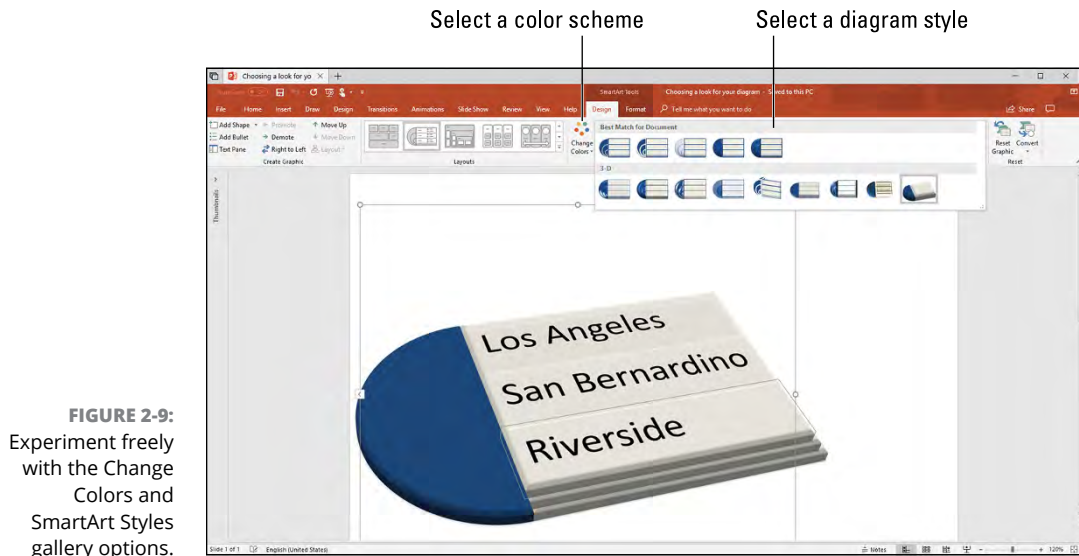 Select a color scheme Select a diagram style
Choosing a look for yo
SmartArt Tools Choosing a look for your diagram - Saved to this PC
File Home Insert Draw Design Transitions Animations Slide Show Review View Help Design Format Tell me what you want to do Share
Add Shape Promote Move Up
Add Bullet Demote Move Down
Text Pane Right to Left Layout
Create Graphic
Layouts
Change
Colors
Best Match for Document
3-D
Reset Convert
Graphic
Reset
Thumbnails
Los Angeles
San Bernardino
Riverside
FIGURE 2-9:
Experiment freely
with the Change
Colors and
SmartArt Styles
gallery options.
Slide 1 of 1 English (United States) Notes 120%